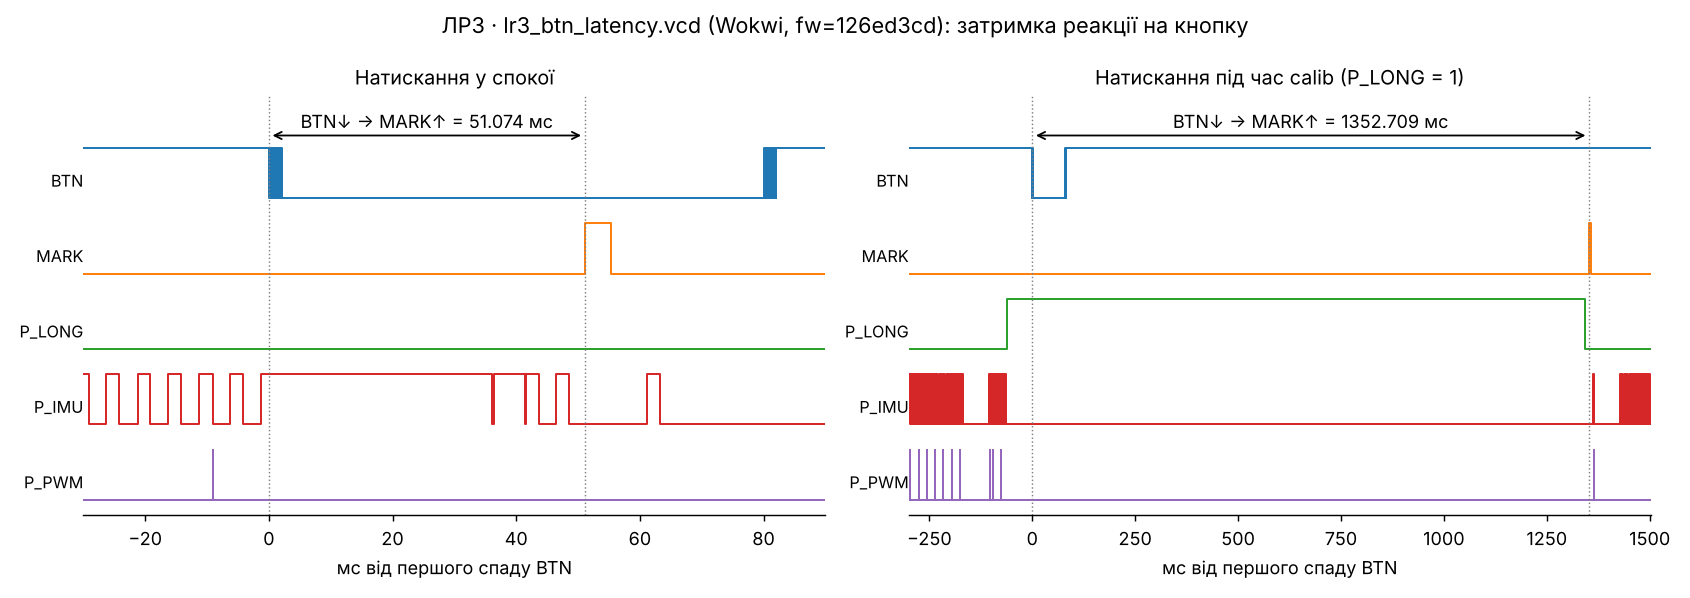 ЛР3 · lr3_btn_latency.vcd (Wokwi, fw=126ed3cd): затримка реакції на кнопку
Натискання у спокої
BTN↓ → MARK↑ = 51.074 мс
BTN
MARK
P_LONG
P_IMU
P_PWM
−20 0 20 40 60 80
мс від першого спаду BTN
Натискання під час calib (P_LONG = 1)
BTN↓ → MARK↑ = 1352.709 мс
BTN
MARK
P_LONG
P_IMU
P_PWM
−250 0 250 500 750 1000 1250 1500
мс від першого спаду BTN